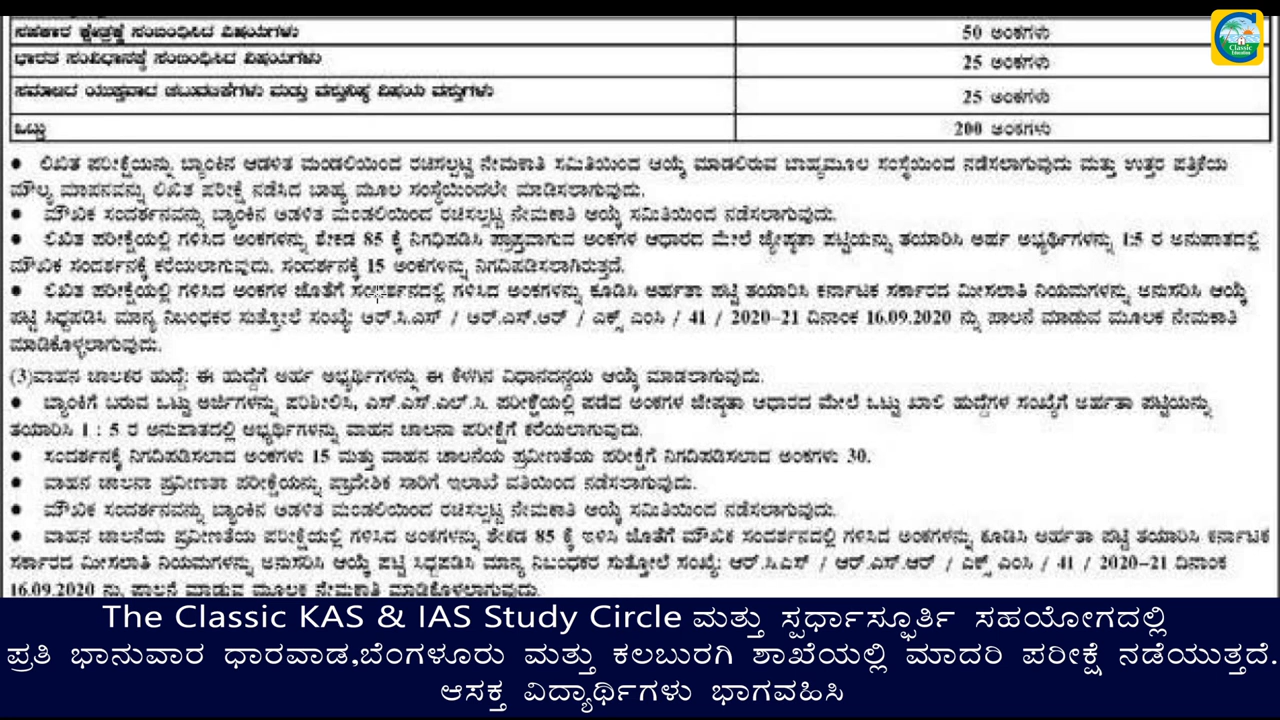 ಸಹಕಾರ ಕ್ಷೇತ್ರಕ್ಕೆ ಸಂಬಂಧಿಸಿದ ವಿಷಯಗಳು 50 ಅಂಕಗಳು
ಭಾರತ ಸಂವಿಧಾನಕ್ಕೆ ಸಂಬಂಧಿಸಿದ ವಿಷಯಗಳು 25 ಅಂಕಗಳು
ಮತ್ತು ವಿಷಯ ವಸ್ತುಗಳು 25 ಅಂಕಗಳು
ಒಟ್ಟು 200 ಅಂಕಗಳು
Classic
Education
● ಲಿಖಿತ ಪರೀಕ್ಷೆಯನ್ನು ಬ್ಯಾಂಕಿನ ಆಡಳಿತ ಮಂಡಲಿಯಿಂದ ರಚಿಸಲ್ಪಟ್ಟ ನೇಮಕಾತಿ ಸಮಿತಿಯಿಂದ ಆಯ್ಕೆ ಮಾಡಲಿರುವ ಬಾಹ್ಯಮೂಲ ಸಂಸ್ಥೆಯಿಂದ ನಡೆಸಲಾಗುವುದು ಮತ್ತು ಉತ್ತರ ಪತ್ರಿಕೆಯ
ಮೌಲ್ಯ ಮಾಪನವನ್ನು ಲಿಖಿತ ಪರೀಕ್ಷೆ ನಡೆಸಿದ ಬಾಹ್ಯ ಮೂಲ ಸಂಸ್ಥೆಯಿಂದಲೇ ಮಾಡಿಸಲಾಗುವುದು.
● ಮೌಖಿಕ ಸಂದರ್ಶನವನ್ನು ಬ್ಯಾಂಕಿನ ಆಡಳಿತ ಮಂಡಲಿಯಿಂದ ರಚಿಸಲ್ಪಟ್ಟ ನೇಮಕಾತಿ ಆಯ್ಕೆ ಸಮಿತಿಯಿಂದ ನಡೆಸಲಾಗುವುದು.
● ಲಿಖಿತ ಪರೀಕ್ಷೆಯಲ್ಲಿ ಗಳಿಸಿದ ಅಂಕಗಳನ್ನು ಶೇಕಡ 85 ಕ್ಕೆ ನಿಗಧಿಪಡಿಸಿ ಪ್ರಾಪ್ತವಾಗುವ ಅಂಕಗಳ ಆಧಾರದ ಮೇಲೆ ಜ್ಯೇಷ್ಠತಾ ಪಟ್ಟಿಯನ್ನು ತಯಾರಿಸಿ ಅರ್ಹ ಅಭ್ಯರ್ಥಿಗಳನ್ನು 1:5 ರ ಅನುಪಾತದಲ್ಲಿ
ಮೌಖಿಕ ಸಂದರ್ಶನಕ್ಕೆ ಕರೆಯಲಾಗುವುದು. ಸಂದರ್ಶನಕ್ಕೆ 15 ಅಂಕಗಳನ್ನು ನಿಗದಿಪಡಿಸಲಾಗಿರುತ್ತದೆ.
● ಲಿಖಿತ ಪರೀಕ್ಷೆಯಲ್ಲಿ ಗಳಿಸಿದ ಅಂಕಗಳ ಜೊತೆಗೆ ಸಂದರ್ಶನದಲ್ಲಿ ಗಳಿಸಿದ ಅಂಕಗಳನ್ನು ಕೂಡಿಸಿ ಅರ್ಹತಾ ಪಟ್ಟಿ ತಯಾರಿಸಿ ಕರ್ನಾಟಕ ಸರ್ಕಾರದ ಮೀಸಲಾತಿ ನಿಯಮಗಳನ್ನು ಅನುಸರಿಸಿ ಆಯ್ಕೆ
ಪಟ್ಟಿ ಸಿದ್ಧಪಡಿಸಿ ಮಾನ್ಯ ನಿಬಂಧಕರ ಸುತ್ತೋಲೆ ಸಂಖ್ಯೆ: ಆರ್.ಸಿ.ಎಸ್ / ಆರ್.ಎಸ್.ಆರ್ / ಎಕ್ಸ್ ಎಂಸಿ / 41 / 2020-21 ದಿನಾಂಕ 16.09.2020 ನ್ನು ಪಾಲನೆ ಮಾಡುವ ಮೂಲಕ ನೇಮಕಾತಿ
ಮಾಡಿಕೊಳ್ಳಲಾಗುವುದು.
(3)ವಾಹನ ಚಾಲಕರ ಹುದ್ದೆ: ಈ ಹುದ್ದೆಗೆ ಅರ್ಹ ಅಭ್ಯರ್ಥಿಗಳನ್ನು ಈ ಕೆಳಗಿನ ವಿಧಾನದನ್ವಯ ಆಯ್ಕೆ ಮಾಡಲಾಗುವುದು.
● ಬ್ಯಾಂಕಿಗೆ ಬರುವ ಒಟ್ಟು ಅರ್ಜಿಗಳನ್ನು ಪರಿಶೀಲಿಸಿ, ಎಸ್.ಎಸ್.ಎಲ್.ಸಿ. ಪರೀಕ್ಷೆಯಲ್ಲಿ ಪಡೆದ ಅಂಕಗಳ ಜೇಷ್ಠತಾ ಆಧಾರದ ಮೇಲೆ ಒಟ್ಟು ಖಾಲಿ ಹುದ್ದೆಗಳ ಸಂಖ್ಯೆಗೆ ಅರ್ಹತಾ ಪಟ್ಟಿಯನ್ನು
ತಯಾರಿಸಿ 1 : 5 ರ ಅನುಪಾತದಲ್ಲಿ ಅಭ್ಯರ್ಥಿಗಳನ್ನು ವಾಹನ ಚಾಲನಾ ಪರೀಕ್ಷೆಗೆ ಕರೆಯಲಾಗುವುದು.
● ಸಂದರ್ಶನಕ್ಕೆ ನಿಗದಿಪಡಿಸಲಾದ ಅಂಕಗಳು 15 ಮತ್ತು ವಾಹನ ಚಾಲನೆಯ ಪ್ರವೀಣತೆಯ ಪರೀಕ್ಷೆಗೆ ನಿಗದಿಪಡಿಸಲಾದ ಅಂಕಗಳು 30.
● ವಾಹನ ಚಾಲನಾ ಪ್ರವೀಣತಾ ಪರೀಕ್ಷೆಯನ್ನು ಪ್ರಾದೇಶಿಕ ಸಾರಿಗೆ ಇಲಾಖೆ ವತಿಯಿಂದ ನಡೆಸಲಾಗುವುದು.
● ಮೌಖಿಕ ಸಂದರ್ಶನವನ್ನು ಬ್ಯಾಂಕಿನ ಆಡಳಿತ ಮಂಡಲಿಯಿಂದ ರಚಿಸಲ್ಪಟ್ಟ ನೇಮಕಾತಿ ಆಯ್ಕೆ ಸಮಿತಿಯಿಂದ ನಡೆಸಲಾಗುವುದು.
● ವಾಹನ ಚಾಲನೆಯ ಪ್ರವೀಣತೆಯ ಪರೀಕ್ಷೆಯಲ್ಲಿ ಗಳಿಸಿದ ಅಂಕಗಳನ್ನು ಶೇಕಡ 85 ಕ್ಕೆ ಇಳಿಸಿ ಜೊತೆಗೆ ಮೌಖಿಕ ಸಂದರ್ಶನದಲ್ಲಿ ಗಳಿಸಿದ ಅಂಕಗಳನ್ನು ಕೂಡಿಸಿ ಅರ್ಹತಾ ಪಟ್ಟಿ ತಯಾರಿಸಿ ಕರ್ನಾಟಕ
ಸರ್ಕಾರದ ಮೀಸಲಾತಿ ನಿಯಮಗಳನ್ನು ಅನುಸರಿಸಿ ಆಯ್ಕೆ ಪಟ್ಟಿ ಸಿದ್ಧಪಡಿಸಿ ಮಾನ್ಯ ನಿಬಂಧಕರ ಸುತ್ತೋಲೆ ಸಂಖ್ಯೆ: ಆರ್.ಸಿ.ಎಸ್ / ಆರ್.ಎಸ್.ಆರ್ / ಎಕ್ಸ್ ಎಂಸಿ / 41 / 2020-21 ದಿನಾಂಕ
16.09.2020 ನ್ನು ಪಾಲನೆ ಮಾಡುವ ಮೂಲಕ ನೇಮಕಾತಿ ಮಾಡಿಕೊಳ್ಳಲಾಗುವುದು.
The Classic KAS & IAS Study Circle ಮತ್ತು ಸ್ಪರ್ಧಾಸ್ಫೂರ್ತಿ ಸಹಯೋಗದಲ್ಲಿ
ಪ್ರತಿ ಭಾನುವಾರ ಧಾರವಾಡ,ಬೆಂಗಳೂರು ಮತ್ತು ಕಲಬುರಗಿ ಶಾಖೆಯಲ್ಲಿ ಮಾದರಿ ಪರೀಕ್ಷೆ ನಡೆಯುತ್ತದೆ.
ಆಸಕ್ತ ವಿದ್ಯಾರ್ಥಿಗಳು ಭಾಗವಹಿಸಿ